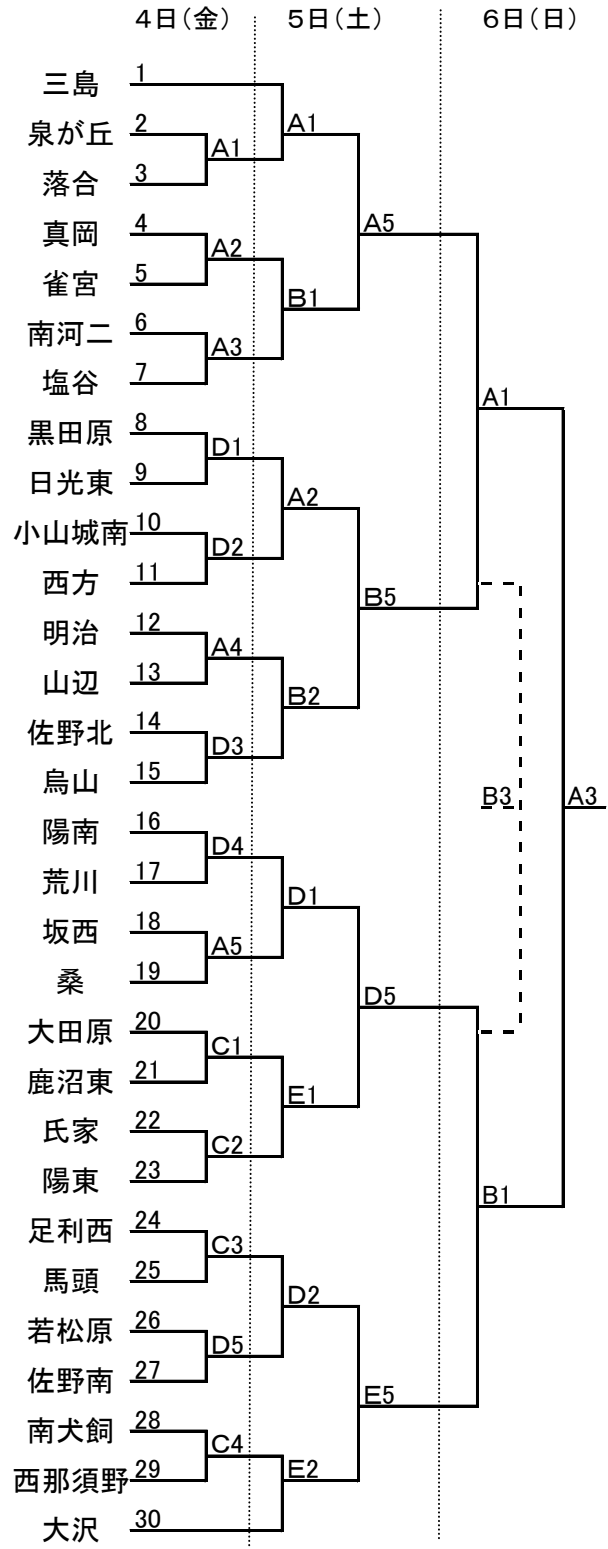 4日(金) 5日(土) 6日(日)
三島 1
A1
泉が丘 2
A1
落合 3
真岡 4
A2 A5
雀宮 5
B1
南河二 6
A3
塩谷 7
A1
黒田原 8
D1
日光東 9
A2
小山城南 10
D2
西方 11
B5
明治 12
A4
山辺 13
B2
佐野北 14
D3
烏山 15
B3 A3
陽南 16
D4
荒川 17
D1
坂西 18
A5
桑 19
D5
大田原 20
C1
鹿沼東 21
E1
氏家 22
C2
陽東 23
B1
足利西 24
C3
馬頭 25
D2
若松原 26
D5
佐野南 27
E5
南犬飼 28
C4
西那須野 29
E2
大沢 30